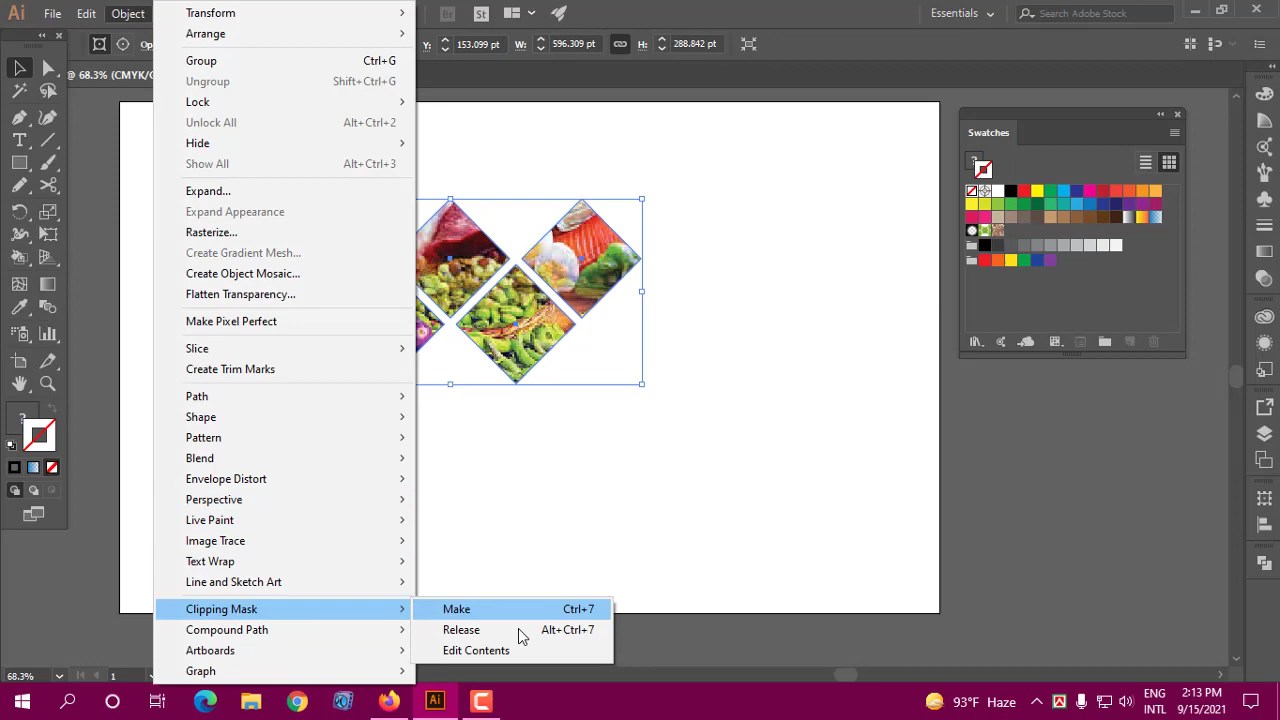 Ai File Edit Object Br St Essentials Search Adobe Stock
Op Y: 153.099 pt W: 596.309 pt H: 288.842 pt
@ 68.3% (CMYK/G
Transform
Arrange
Group Ctrl+G
Ungroup Shift+Ctrl+G
Lock
Unlock All Alt+Ctrl+2
Hide
Show All Alt+Ctrl+3
Expand...
Expand Appearance
Rasterize...
Create Gradient Mesh...
Create Object Mosaic...
Flatten Transparency...
Make Pixel Perfect
Slice
Create Trim Marks
Path
Shape
Pattern
Blend
Envelope Distort
Perspective
Live Paint
Image Trace
Text Wrap
Line and Sketch Art
Clipping Mask
Compound Path
Artboards
Graph
Make Ctrl+7
Release Alt+Ctrl+7
Edit Contents
Swatches
68.3% 1
Ai 93°F Haze ENG 2:13 PM
INTL 9/15/2021